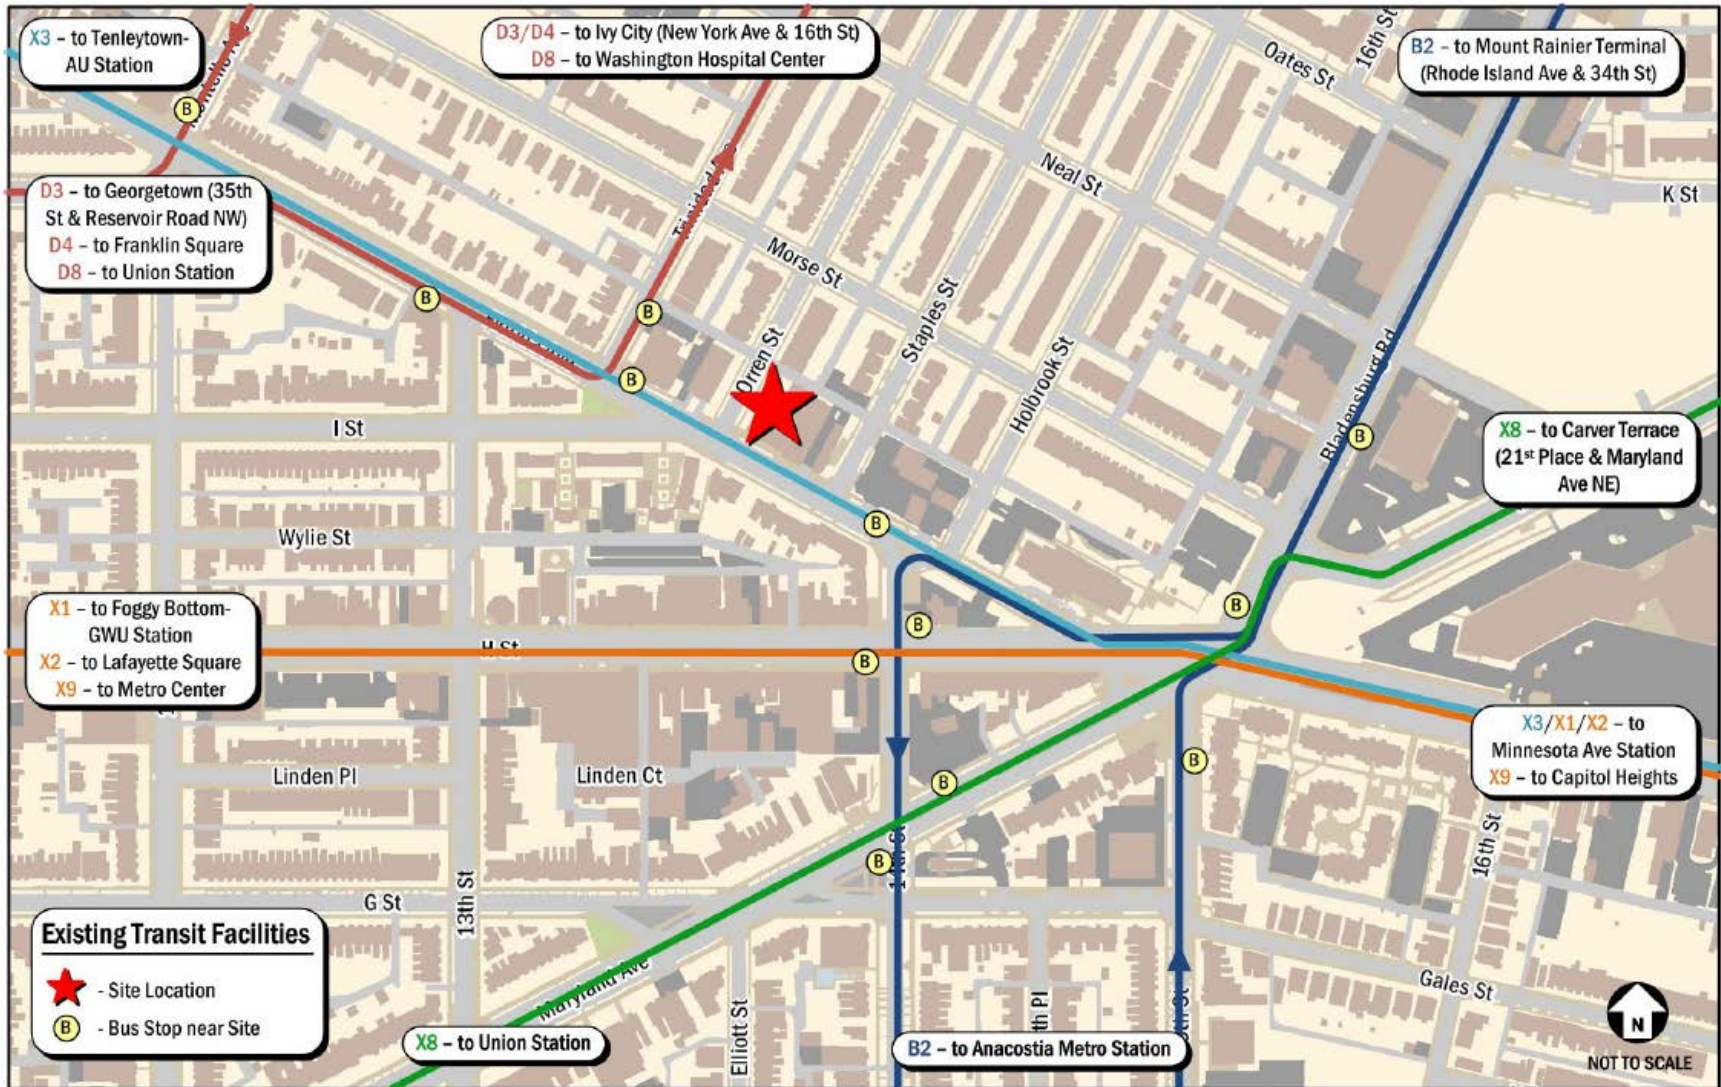 X3 – to Tenleytown-
AU Station
D3/D4 – to Ivy City (New York Ave & 16th St)
D8 – to Washington Hospital Center
16th St
Oates St
B2 – to Mount Rainier Terminal
(Rhode Island Ave & 34th St)
B
D3 – to Georgetown (35th
St & Reservoir Road NW)
D4 – to Franklin Square
D8 – to Union Station
Neal St
K St
Morse St
B
B
Staples St
Orren St
Holbrook St
Bladensburg Rd
B
I St
B
X8 – to Carver Terrace
(21st Place & Maryland
Ave NE)
Wylie St
B
X1 – to Foggy Bottom-
GWU Station
X2 – to Lafayette Square
X9 – to Metro Center
B
B
H St
B
X3/X1/X2 – to
Minnesota Ave Station
X9 – to Capitol Heights
Linden Pl
Linden Ct
B
B
14th St
B
16th St
G St
13th St
Existing Transit Facilities
- Site Location
B - Bus Stop near Site
Maryland Ave
Elliott St
Gales St
X8 – to Union Station
B2 – to Anacostia Metro Station
N
NOT TO SCALE